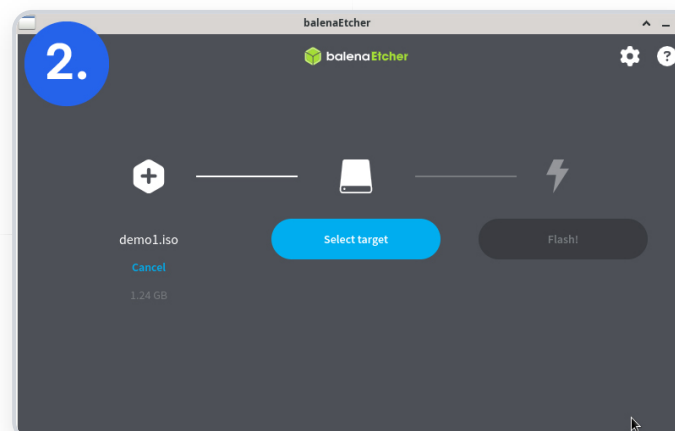 balenaEtcher
2.
balenaEtcher
?
demo1.iso
Select target
Flash!
Cancel
1.24 GB